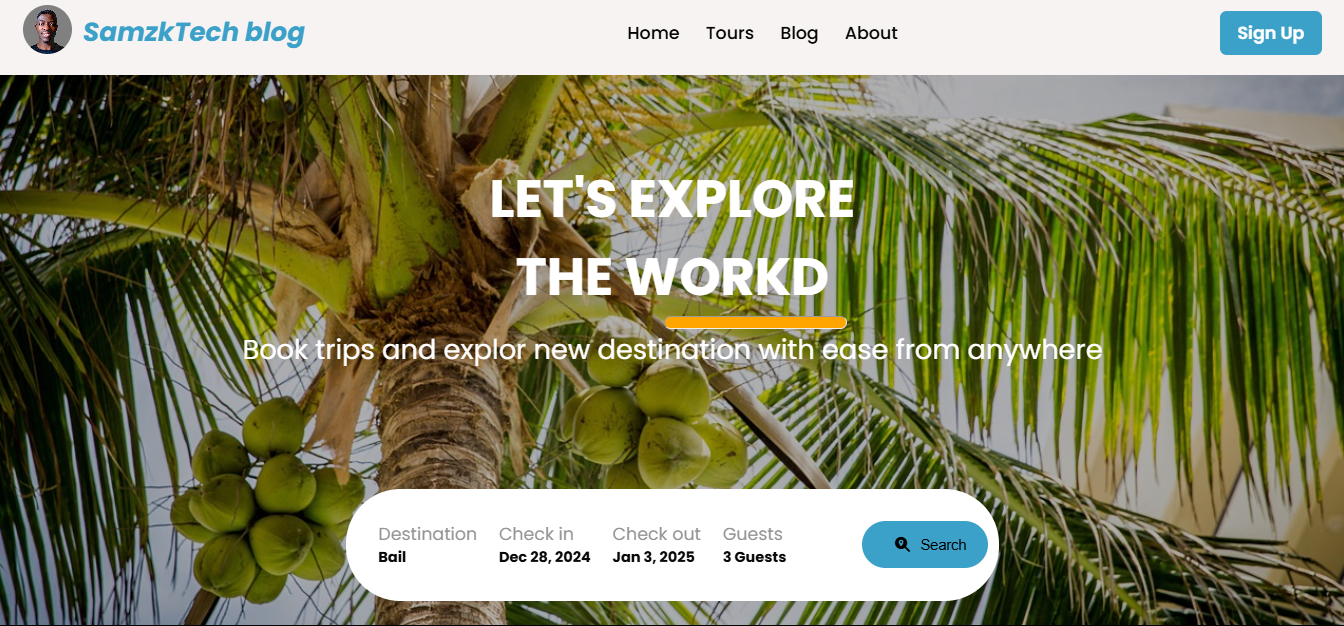 SamzkTech blog
Home Tours Blog About
Sign Up
LET'S EXPLORE
THE WORKD
Book trips and explor new destination with ease from anywhere
Destination Check in Check out Guests
Bail Dec 28, 2024 Jan 3, 2025 3 Guests
Search